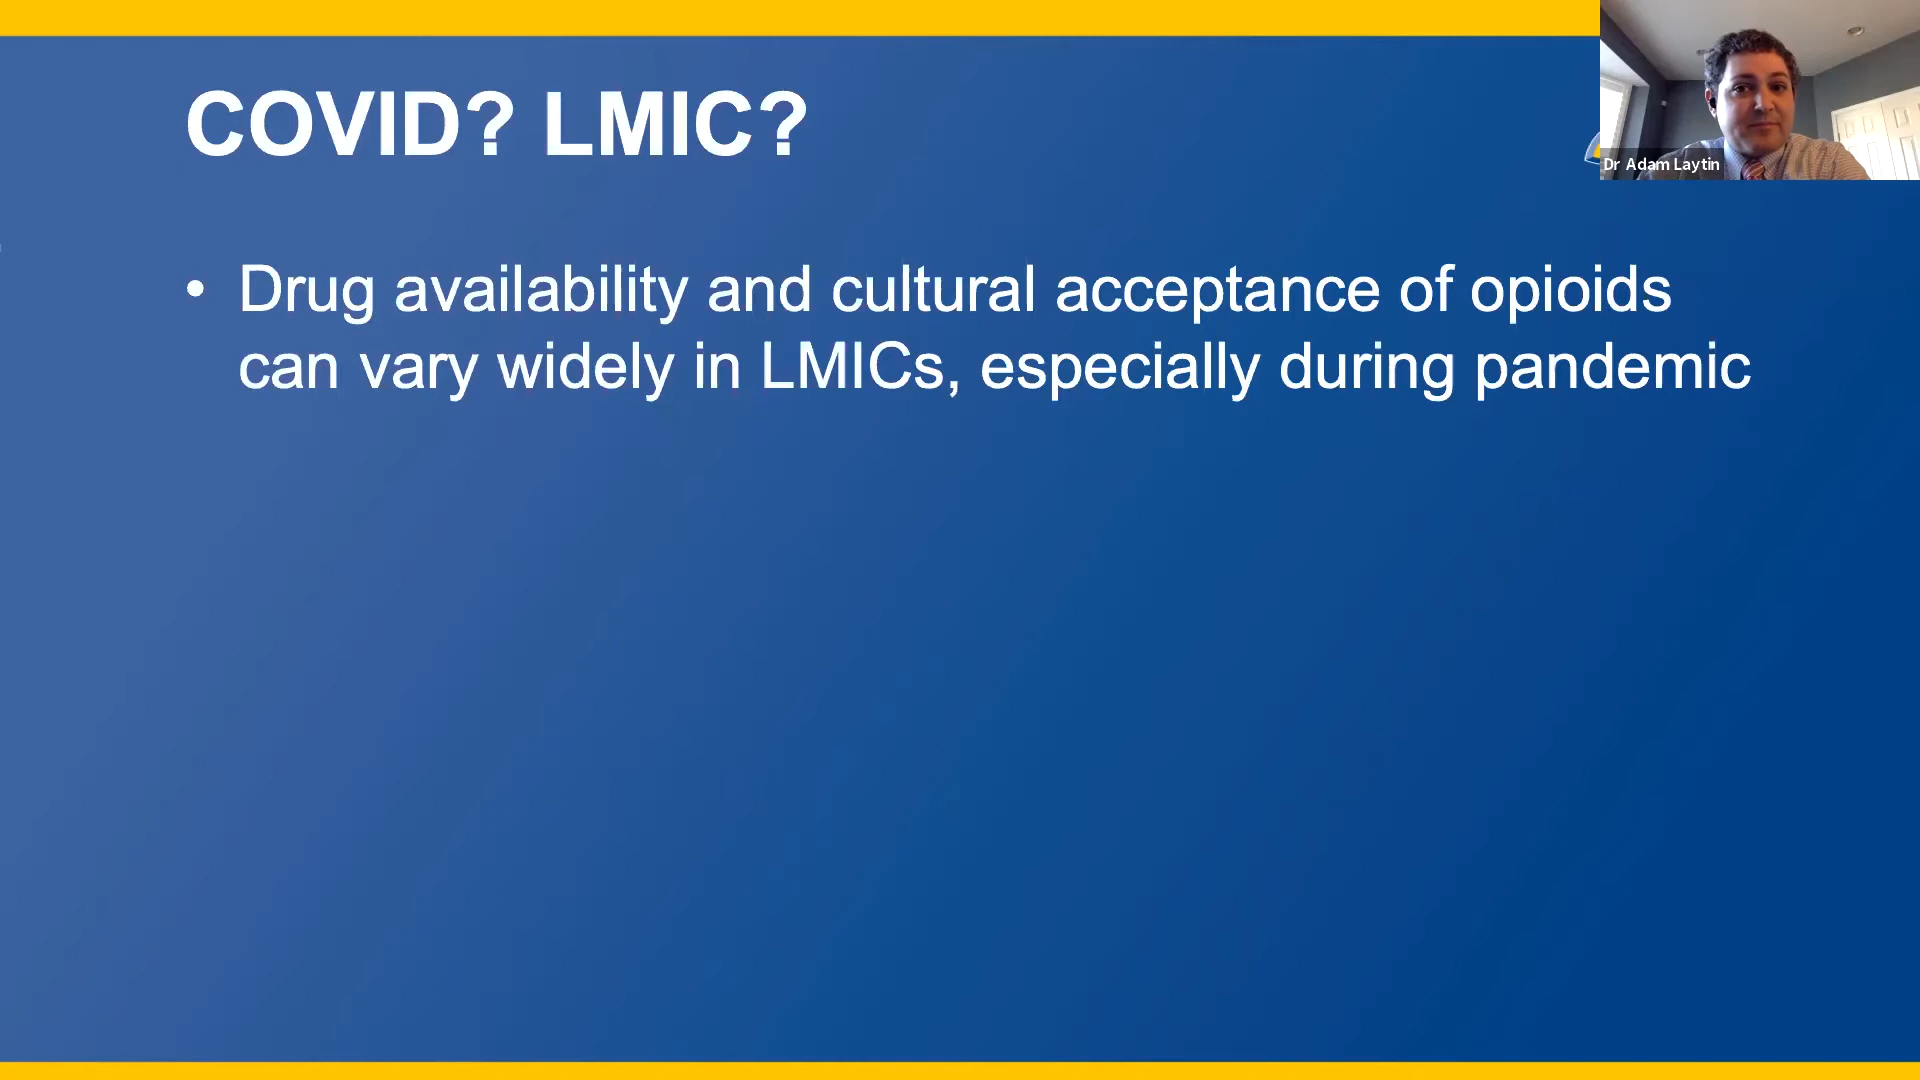 COVID? LMIC?
Dr Adam Laytin
• Drug availability and cultural acceptance of opioids
can vary widely in LMICs, especially during pandemic